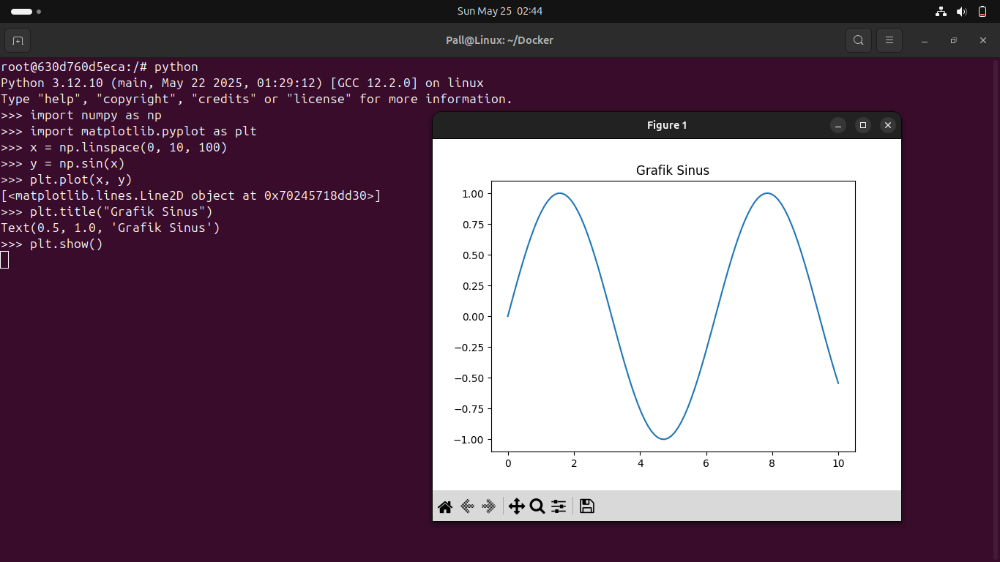 Sun May 25 02:44
Pall@Linux: ~/Docker
root@630d760d5eca:/# python
Python 3.12.10 (main, May 22 2025, 01:29:12) [GCC 12.2.0] on linux
Type "help", "copyright", "credits" or "license" for more information.
>>> import numpy as np
>>> import matplotlib.pyplot as plt
>>> x = np.linspace(0, 10, 100)
>>> y = np.sin(x)
>>> plt.plot(x, y)
[<matplotlib.lines.Line2D object at 0x70245718dd30>]
>>> plt.title("Grafik Sinus")
Text(0.5, 1.0, 'Grafik Sinus')
>>> plt.show()
Figure 1
Grafik Sinus
1.00
0.75
0.50
0.25
0.00
−0.25
−0.50
−0.75
−1.00
0 2 4 6 8 10